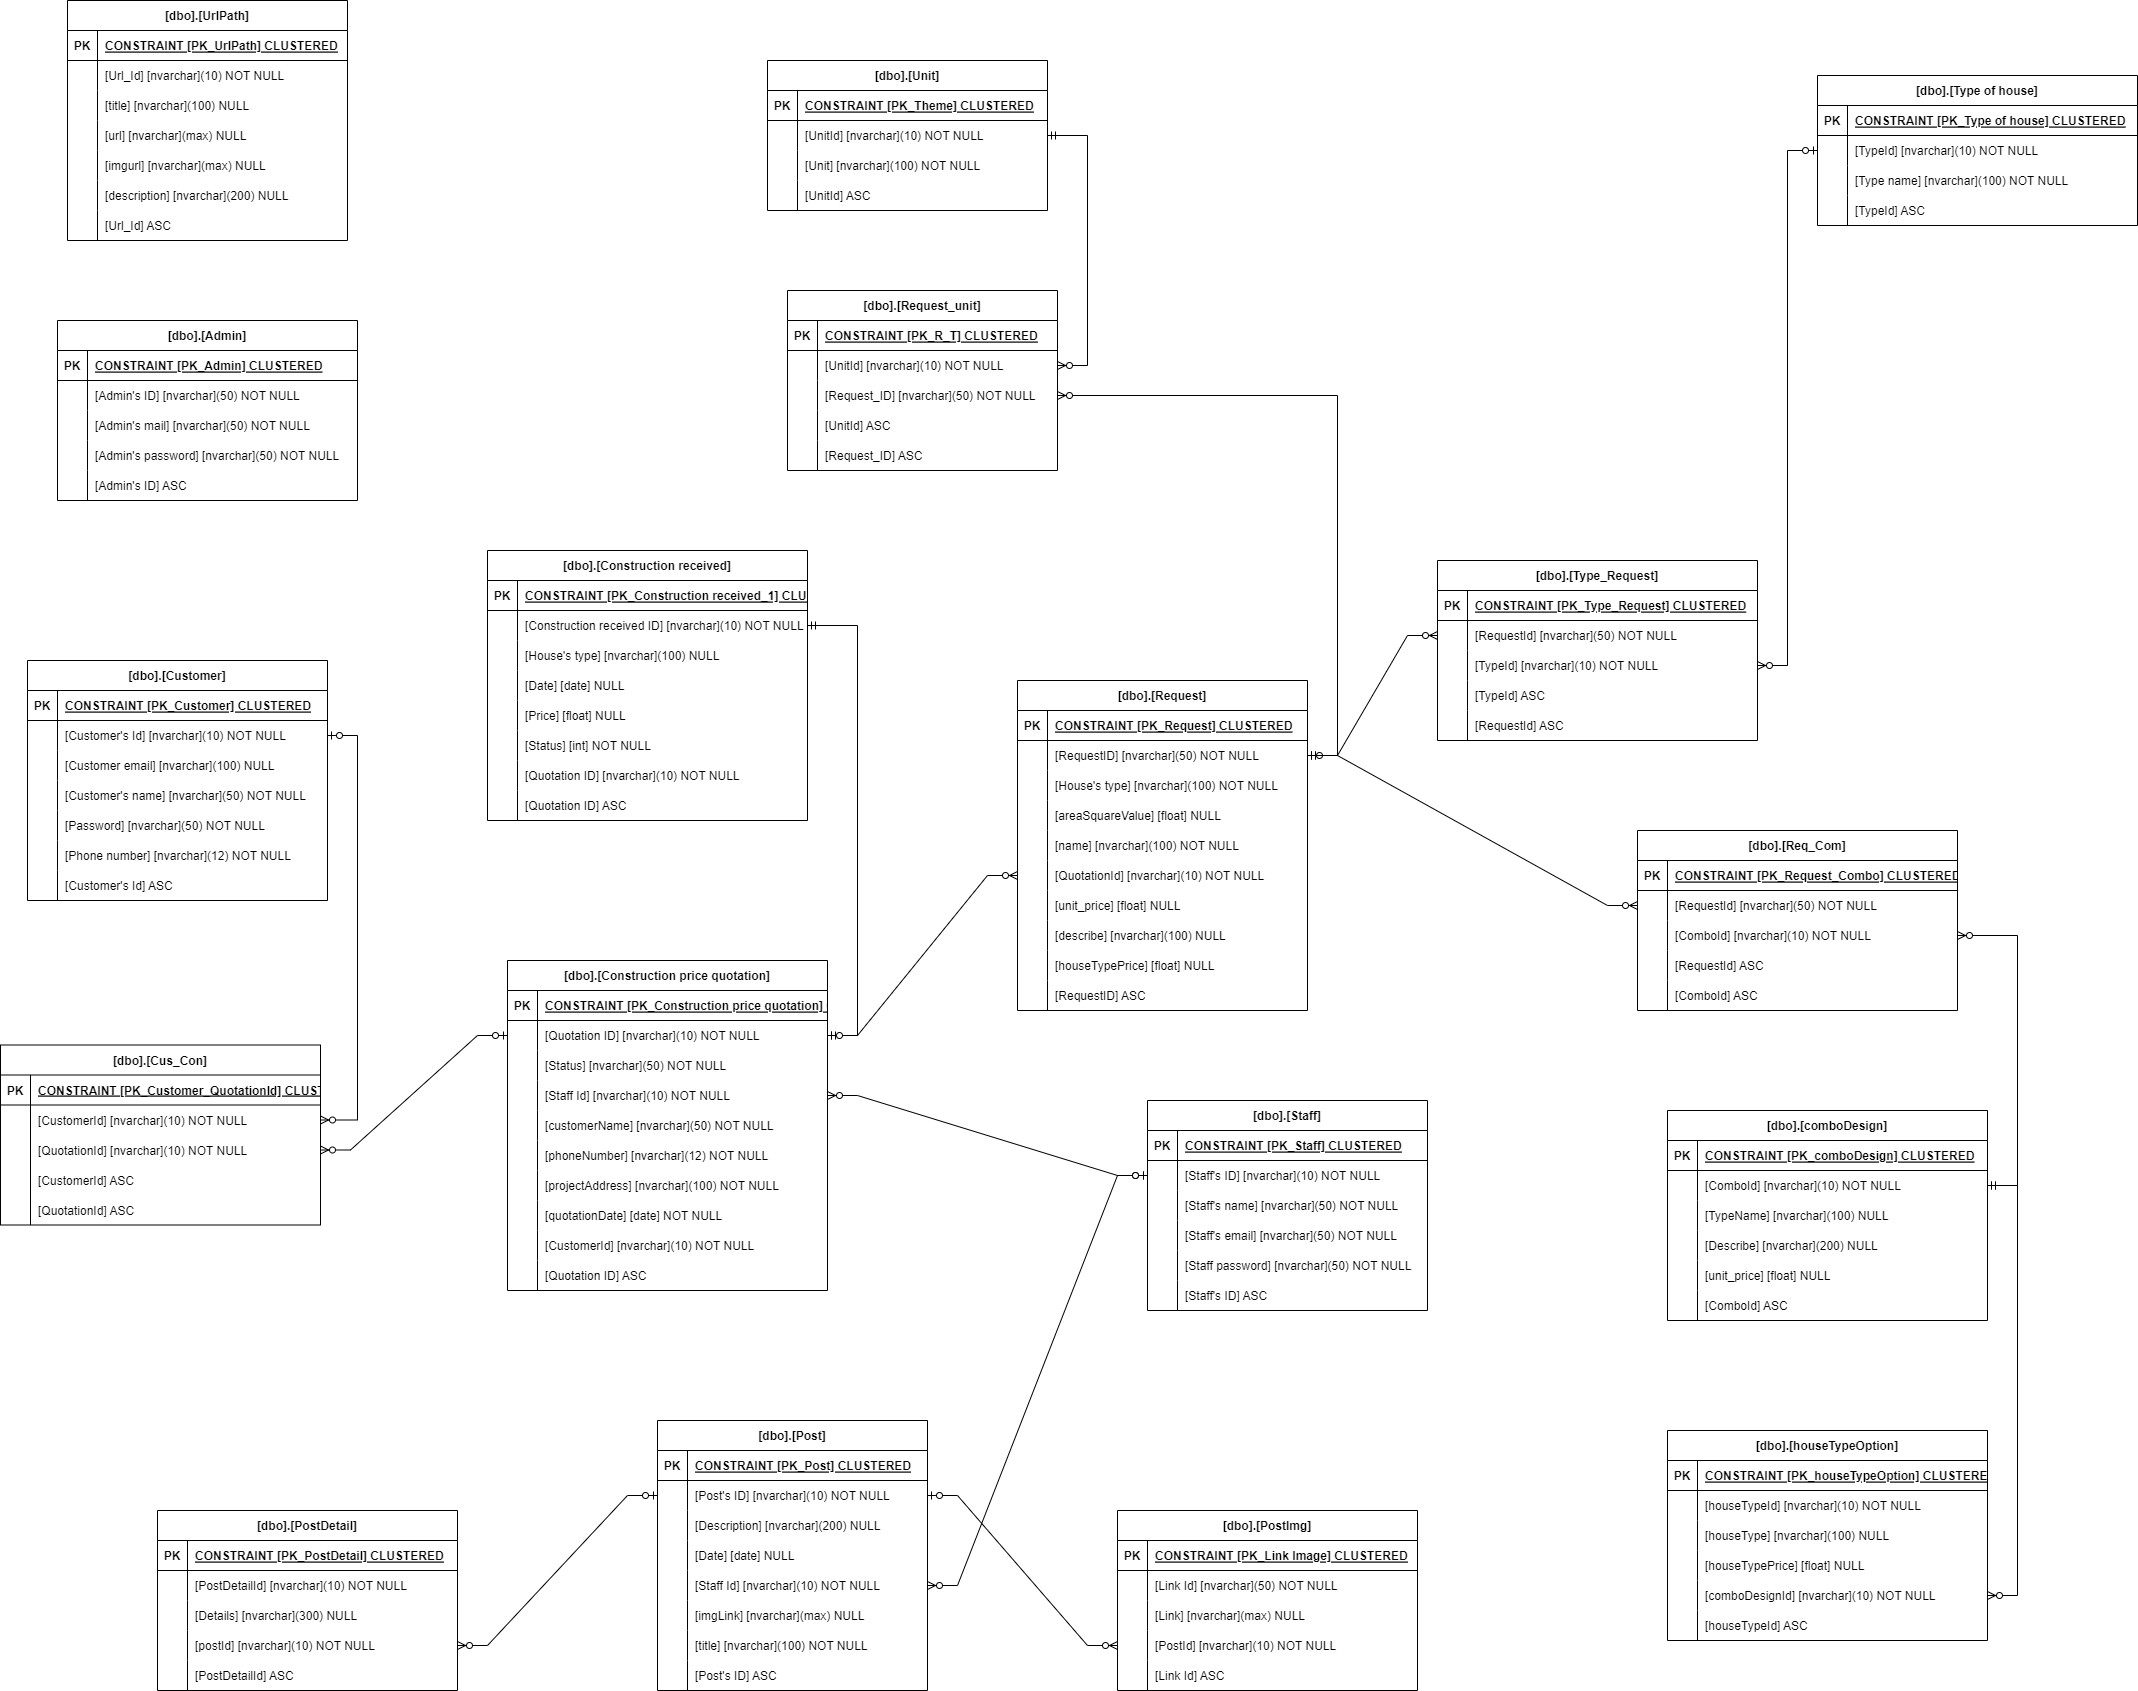 [dbo].[UrlPath]
PK CONSTRAINT [PK_UrlPath] CLUSTERED
[Url_Id] [nvarchar](10) NOT NULL
[title] [nvarchar](100) NULL
[url] [nvarchar](max) NULL
[imgurl] [nvarchar](max) NULL
[description] [nvarchar](200) NULL
[Url_Id] ASC
[dbo].[Unit]
PK CONSTRAINT [PK_Theme] CLUSTERED
[UnitId] [nvarchar](10) NOT NULL
[Unit] [nvarchar](100) NOT NULL
[UnitId] ASC
[dbo].[Type of house]
PK CONSTRAINT [PK_Type of house] CLUSTERED
[TypeId] [nvarchar](10) NOT NULL
[Type name] [nvarchar](100) NOT NULL
[TypeId] ASC
[dbo].[Request_unit]
PK CONSTRAINT [PK_R_T] CLUSTERED
[UnitId] [nvarchar](10) NOT NULL
[Request_ID] [nvarchar](50) NOT NULL
[UnitId] ASC
[Request_ID] ASC
[dbo].[Admin]
PK CONSTRAINT [PK_Admin] CLUSTERED
[Admin's ID] [nvarchar](50) NOT NULL
[Admin's mail] [nvarchar](50) NOT NULL
[Admin's password] [nvarchar](50) NOT NULL
[Admin's ID] ASC
[dbo].[Construction received]
PK CONSTRAINT [PK_Construction received_1] CLU
[Construction received ID] [nvarchar](10) NOT NULL
[House's type] [nvarchar](100) NULL
[Date] [date] NULL
[Price] [float] NULL
[Status] [int] NOT NULL
[Quotation ID] [nvarchar](10) NOT NULL
[Quotation ID] ASC
[dbo].[Type_Request]
PK CONSTRAINT [PK_Type_Request] CLUSTERED
[RequestId] [nvarchar](50) NOT NULL
[TypeId] [nvarchar](10) NOT NULL
[TypeId] ASC
[RequestId] ASC
[dbo].[Customer]
PK CONSTRAINT [PK_Customer] CLUSTERED
[Customer's Id] [nvarchar](10) NOT NULL
[Customer email] [nvarchar](100) NULL
[Customer's name] [nvarchar](50) NOT NULL
[Password] [nvarchar](50) NOT NULL
[Phone number] [nvarchar](12) NOT NULL
[Customer's Id] ASC
[dbo].[Request]
PK CONSTRAINT [PK_Request] CLUSTERED
[RequestID] [nvarchar](50) NOT NULL
[House's type] [nvarchar](100) NOT NULL
[areaSquareValue] [float] NULL
[name] [nvarchar](100) NOT NULL
[QuotationId] [nvarchar](10) NOT NULL
[unit_price] [float] NULL
[describe] [nvarchar](100) NULL
[houseTypePrice] [float] NULL
[RequestID] ASC
[dbo].[Req_Com]
PK CONSTRAINT [PK_Request_Combo] CLUSTERED
[RequestId] [nvarchar](50) NOT NULL
[ComboId] [nvarchar](10) NOT NULL
[RequestId] ASC
[ComboId] ASC
[dbo].[Construction price quotation]
PK CONSTRAINT [PK_Construction price quotation]
[Quotation ID] [nvarchar](10) NOT NULL
[Status] [nvarchar](50) NOT NULL
[Staff Id] [nvarchar](10) NOT NULL
[customerName] [nvarchar](50) NOT NULL
[phoneNumber] [nvarchar](12) NOT NULL
[projectAddress] [nvarchar](100) NOT NULL
[quotationDate] [date] NOT NULL
[CustomerId] [nvarchar](10) NOT NULL
[Quotation ID] ASC
[dbo].[Cus_Con]
PK CONSTRAINT [PK_Customer_QuotationId] CLUST
[CustomerId] [nvarchar](10) NOT NULL
[QuotationId] [nvarchar](10) NOT NULL
[CustomerId] ASC
[QuotationId] ASC
[dbo].[Staff]
PK CONSTRAINT [PK_Staff] CLUSTERED
[Staff's ID] [nvarchar](10) NOT NULL
[Staff's name] [nvarchar](50) NOT NULL
[Staff's email] [nvarchar](50) NOT NULL
[Staff password] [nvarchar](50) NOT NULL
[Staff's ID] ASC
[dbo].[comboDesign]
PK CONSTRAINT [PK_comboDesign] CLUSTERED
[ComboId] [nvarchar](10) NOT NULL
[TypeName] [nvarchar](100) NULL
[Describe] [nvarchar](200) NULL
[unit_price] [float] NULL
[ComboId] ASC
[dbo].[Post]
PK CONSTRAINT [PK_Post] CLUSTERED
[Post's ID] [nvarchar](10) NOT NULL
[Description] [nvarchar](200) NULL
[Date] [date] NULL
[Staff Id] [nvarchar](10) NOT NULL
[imgLink] [nvarchar](max) NULL
[title] [nvarchar](100) NOT NULL
[Post's ID] ASC
[dbo].[houseTypeOption]
PK CONSTRAINT [PK_houseTypeOption] CLUSTERE
[houseTypeId] [nvarchar](10) NOT NULL
[houseType] [nvarchar](100) NULL
[houseTypePrice] [float] NULL
[comboDesignId] [nvarchar](10) NOT NULL
[houseTypeId] ASC
[dbo].[PostDetail]
PK CONSTRAINT [PK_PostDetail] CLUSTERED
[PostDetailId] [nvarchar](10) NOT NULL
[Details] [nvarchar](300) NULL
[postId] [nvarchar](10) NOT NULL
[PostDetailId] ASC
[dbo].[PostImg]
PK CONSTRAINT [PK_Link Image] CLUSTERED
[Link Id] [nvarchar](50) NOT NULL
[Link] [nvarchar](max) NULL
[PostId] [nvarchar](10) NOT NULL
[Link Id] ASC